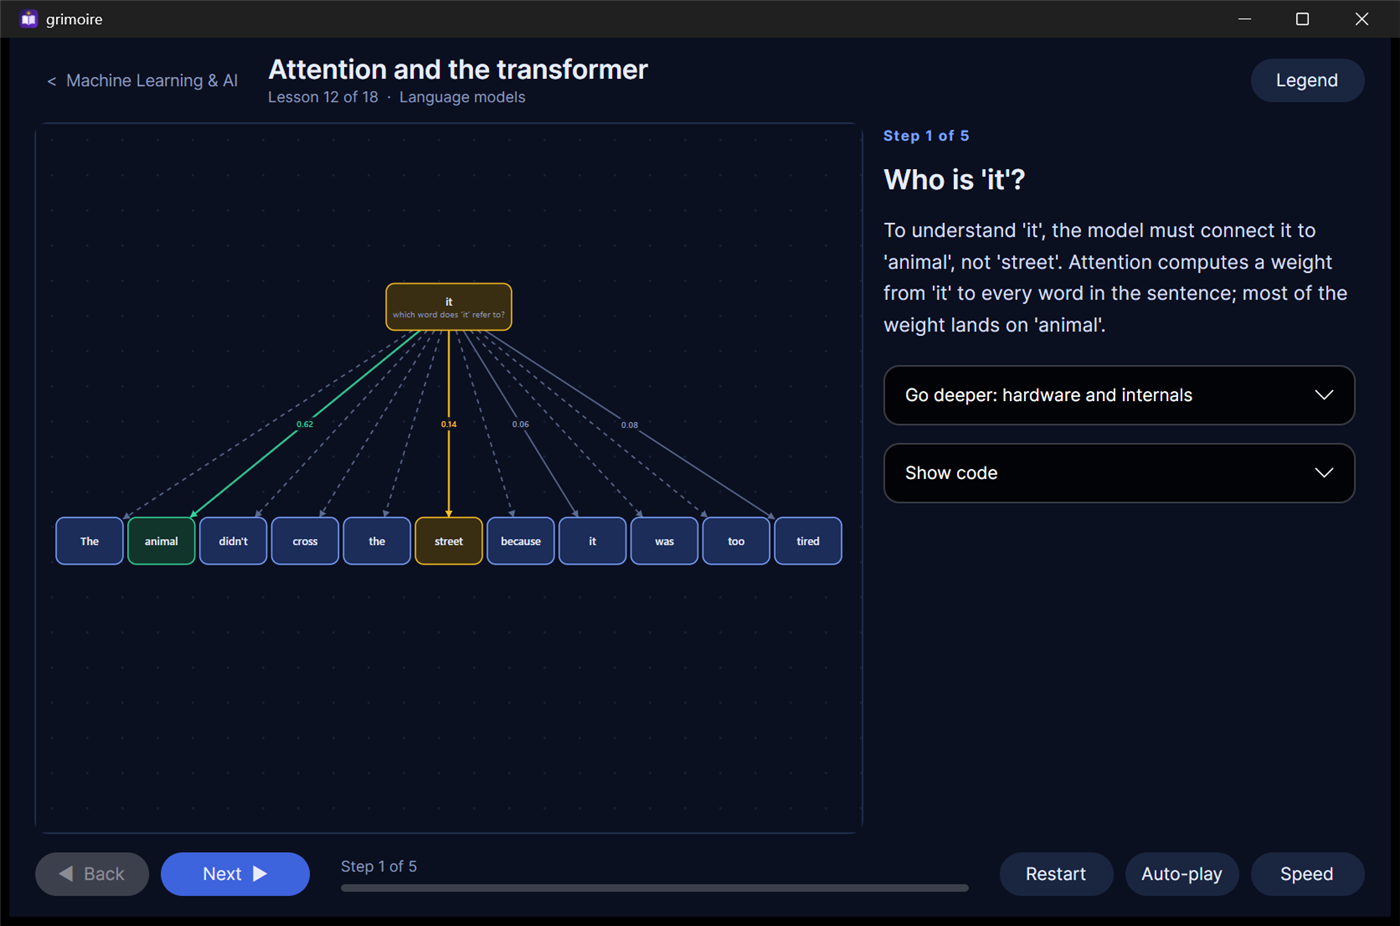 grimoire
< Machine Learning & AI
Attention and the transformer
Lesson 12 of 18 · Language models
Legend
it
which word does 'it' refer to?
0.62
0.14
0.06
0.08
The
animal
didn't
cross
the
street
because
it
was
too
tired
Step 1 of 5
Who is 'it'?
To understand 'it', the model must connect it to
'animal', not 'street'. Attention computes a weight
from 'it' to every word in the sentence; most of the
weight lands on 'animal'.
Go deeper: hardware and internals
Show code
Back
Next
Step 1 of 5
Restart
Auto-play
Speed